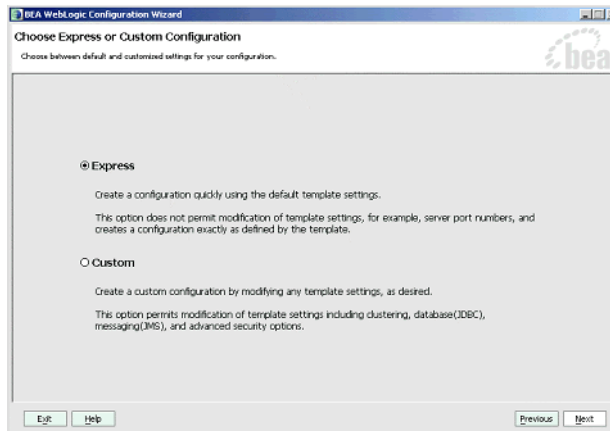 BEA WebLogic Configuration Wizard
Choose Express or Custom Configuration
Choose between default and customized settings for your configuration.
bea
Express
Create a configuration quickly using the default template settings.
This option does not permit modification of template settings, for example, server port numbers, and
creates a configuration exactly as defined by the template.
Custom
Create a custom configuration by modifying any template settings, as desired.
This option permits modification of template settings including clustering, database(JDBC),
messaging(JMS), and advanced security options.
Exit Help Previous Next